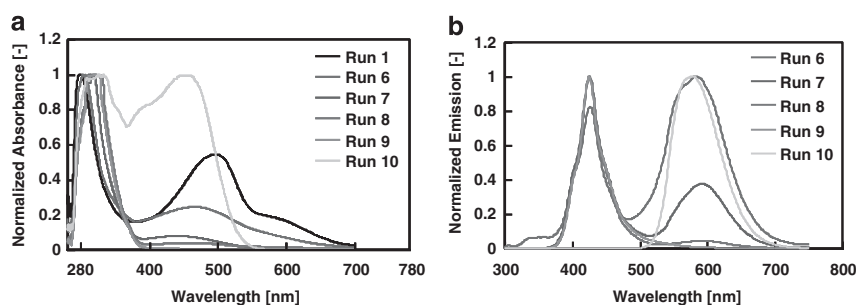 a
1.2
1
0.8
0.6
0.4
0.2
0
280
400
500
600
700
780
Normalized Absorbance [-]
Wavelength [nm]
Run 1
Run 6
Run 7
Run 8
Run 9
Run 10
b
1.2
1
0.8
0.6
0.4
0.2
0
300
400
500
600
700
800
Normalized Emission [-]
Wavelength [nm]
Run 6
Run 7
Run 8
Run 9
Run 10